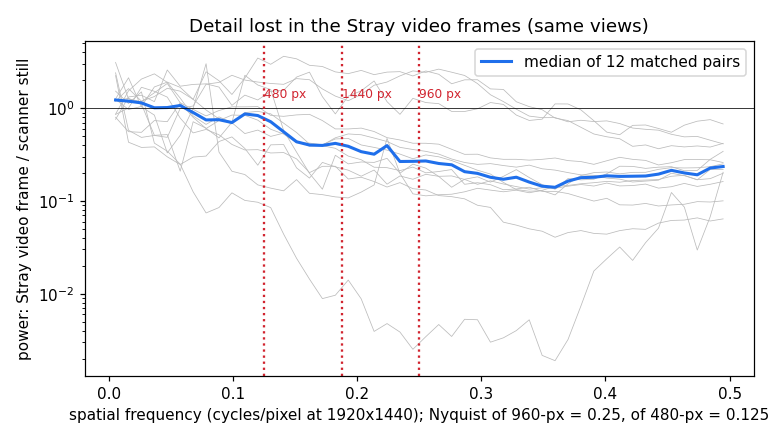 Detail lost in the Stray video frames (same views)
median of 12 matched pairs
480 px
1440 px
960 px
power: Stray video frame / scanner still
10⁰
10⁻¹
10⁻²
0.0
0.1
0.2
0.3
0.4
0.5
spatial frequency (cycles/pixel at 1920x1440); Nyquist of 960-px = 0.25, of 480-px = 0.125